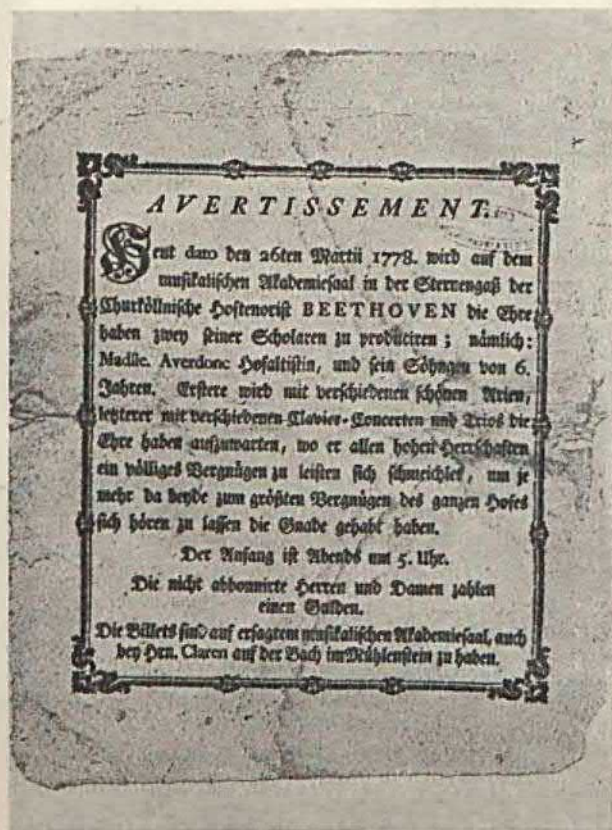 AVERTISSEMENT.
Heut dato den 26ten Martii 1778. wird auf dem
musikalischen Akademiesaal in der Sternengaß der
Churköllnische Hoftenorist BEETHOVEN die Ehre
haben zwey seiner Scholaren zu produciren; nämlich:
Madlle. Averdonc Hofaltistin, und sein Söhngen von 6.
Jahren. Erstere wird mit verschiedenen schönen Arien,
letzterer mit verschiedenen Clavier-Concerten und Trios die
Ehre haben aufzuwarten, wo er allen hohen Herrschaften
ein völliges Vergnügen zu leisten sich schmeichlet, um je
mehr da beyde zum größten Vergnügen des ganzen Hofes
sich hören zu lassen die Gnade gehabt haben.
Der Anfang ist Abends um 5. Uhr.
Die nicht abbonnirte Herren und Damen zahlen
einen Gulden.
Die Billets sind auf ersagtem musikalischen Akademiesaal, auch
bey Hrn. Claren auf der Bach im Mühlenstein zu haben.